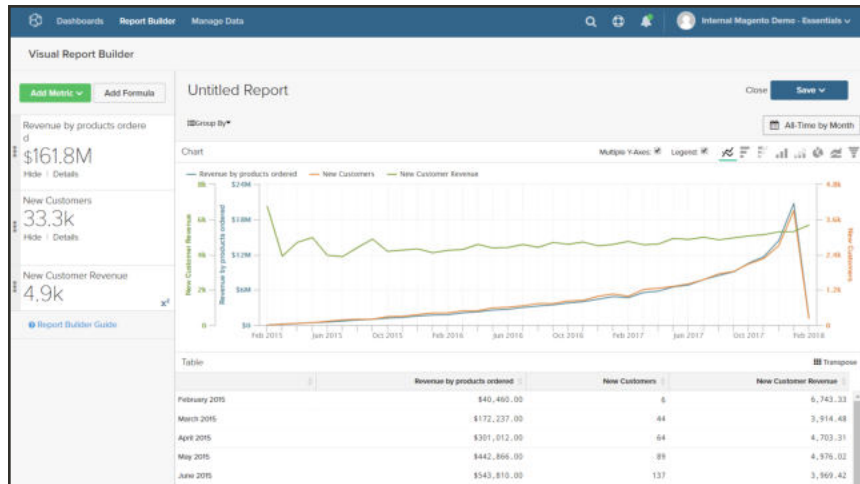 Dashboards Report Builder Manage Data Internal Magento Demo - Essentials
Visual Report Builder
Add Metric Add Formula
Untitled Report
Close Save
Group By
All-Time by Month
Revenue by products ordere
d
$161.8M
Hide Details
New Customers
33.3k
Hide Details
New Customer Revenue
4.9k
x²
Report Builder Guide
Chart
Multiple Y-Axes: Legend:
Revenue by products ordered New Customers New Customer Revenue
8k $24M 4.8k
6k $18M 3.6k
4k $12M 2.4k
2k $6M 1.2k
0 $0 0
New Customer Revenue
Revenue by products ordered
New Customers
Feb 2015 Jun 2015 Oct 2015 Feb 2016 Jun 2016 Oct 2016 Feb 2017 Jun 2017 Oct 2017 Feb 2018
Table
Transpose
Revenue by products ordered New Customers New Customer Revenue
February 2015 $40,460.00 6 6,743.33
March 2015 $172,237.00 44 3,914.48
April 2015 $301,012.00 64 4,703.31
May 2015 $442,866.00 89 4,976.02
June 2015 $543,810.00 137 3,969.42